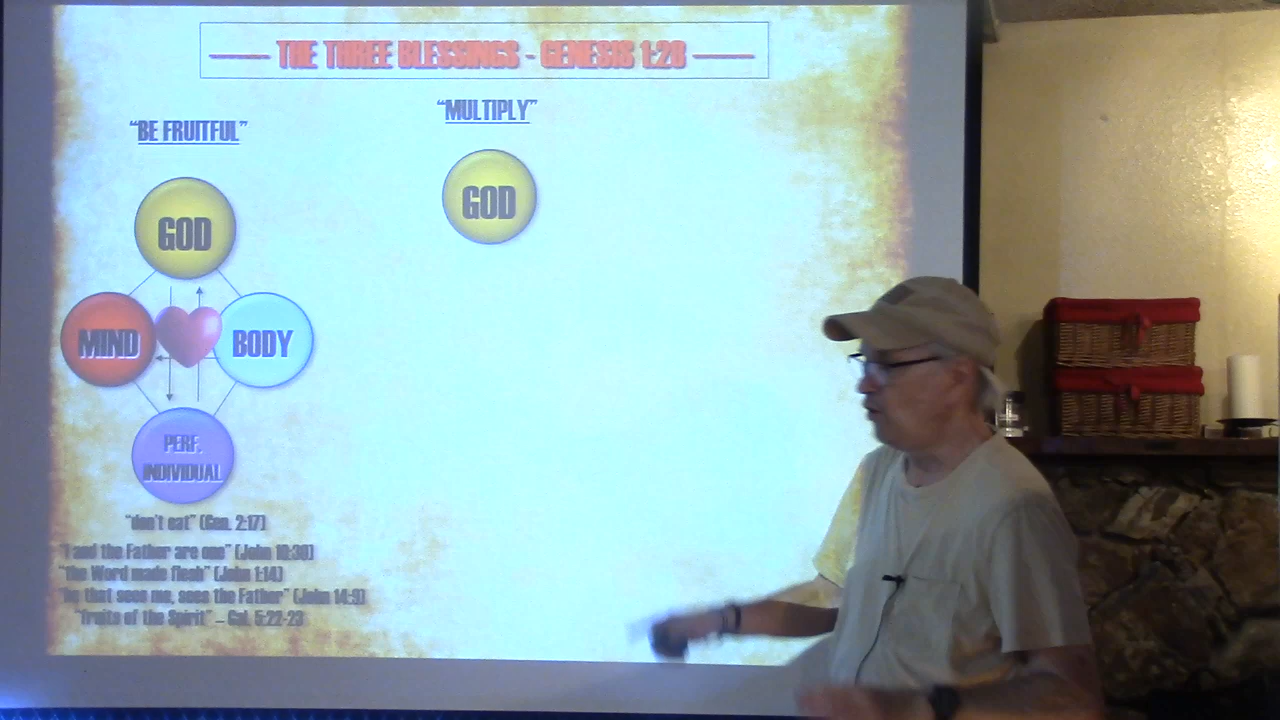 THE THREE BLESSINGS - GENESIS 1:28
"BE FRUITFUL"
GOD
MIND
BODY
PERF.
INDIVIDUAL
"don't eat" (Gen. 2:17)
"I and the Father are one" (John 10:30)
"the Word made flesh" (John 1:14)
"he that sees me, sees the Father" (John 14:9)
"fruits of the Spirit" – Gal. 5:22-23
"MULTIPLY"
GOD